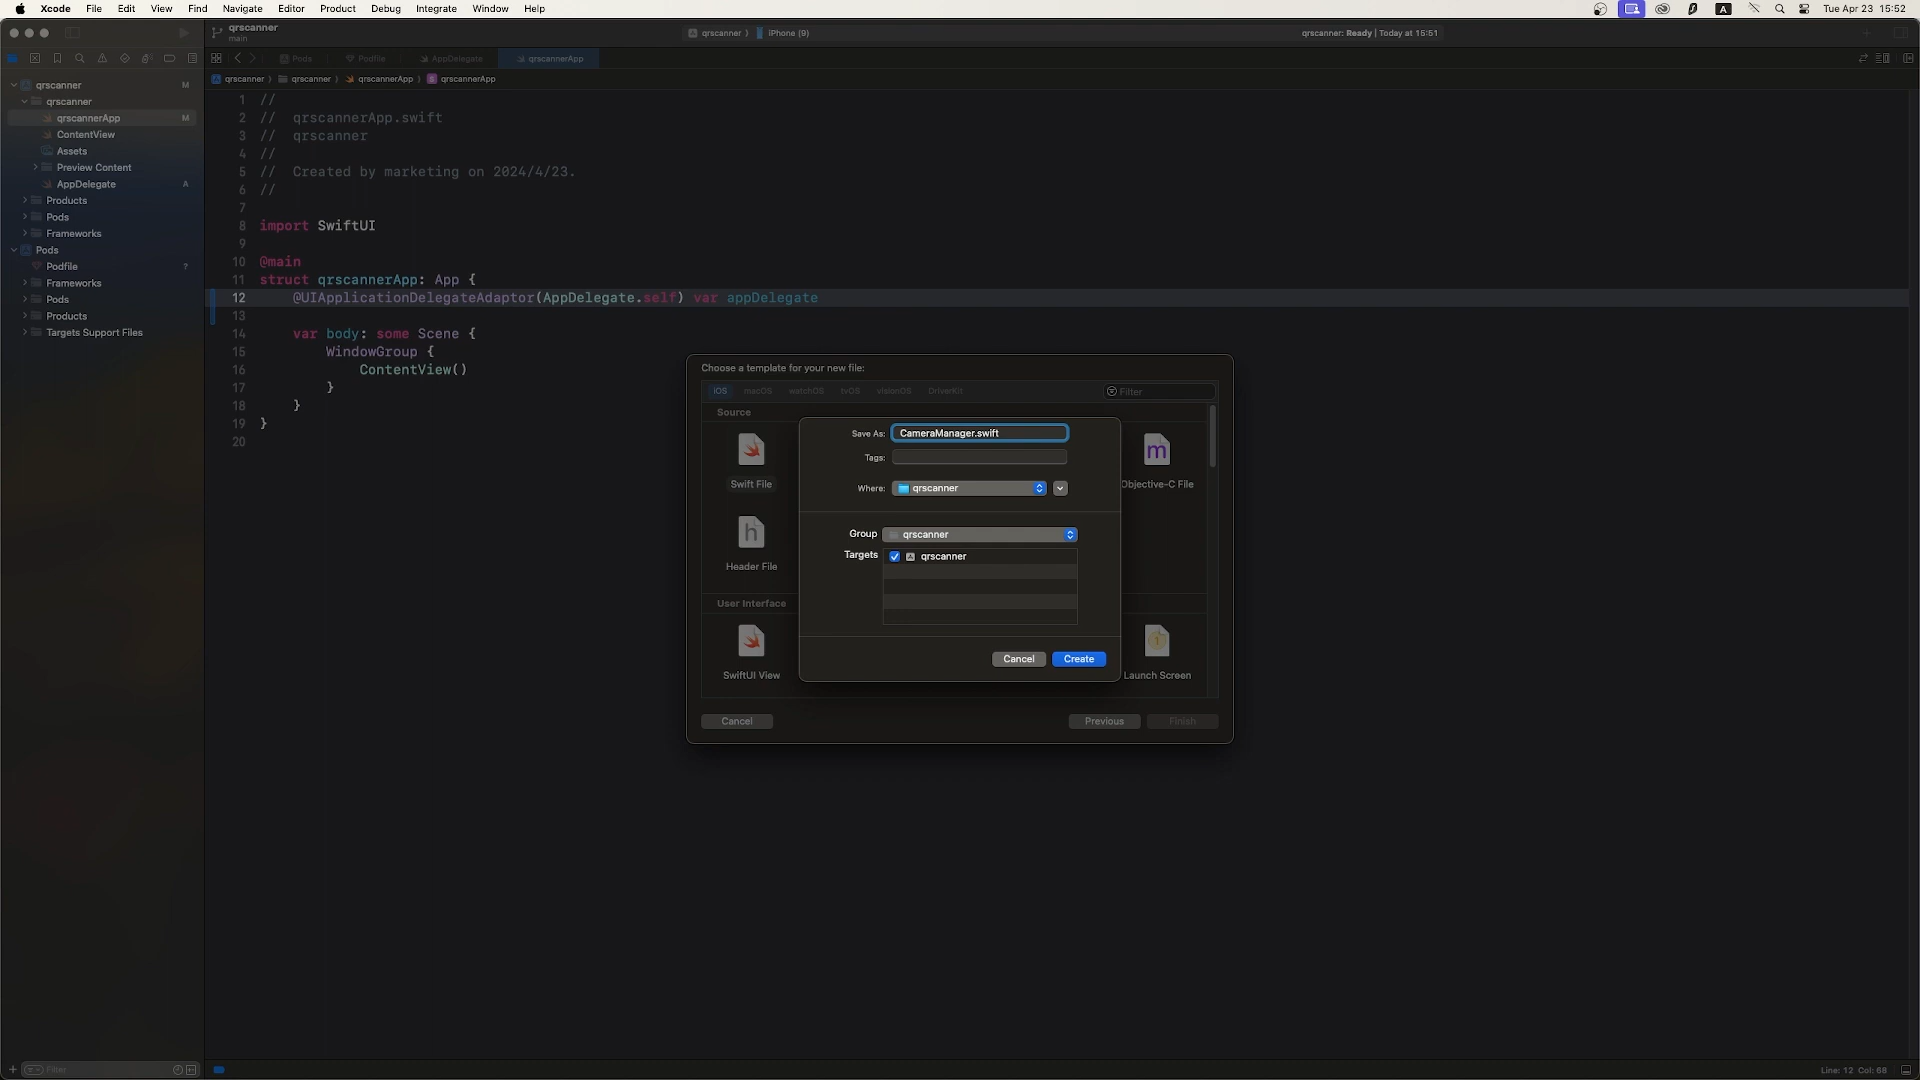 Xcode File Edit View Find Navigate Editor Product Debug Integrate Window Help
A Tue Apr 23 15:52
qrscanner
main
qrscanner ⟩ iPhone (9)
qrscanner: Ready | Today at 15:51
Pods Podfile AppDelegate qrscannerApp
qrscanner ⟩ qrscanner ⟩ qrscannerApp ⟩ S qrscannerApp
qrscanner M
qrscanner
qrscannerApp M
ContentView
Assets
Preview Content
AppDelegate A
Products
Pods
Frameworks
Pods
Podfile ?
Frameworks
Pods
Products
Targets Support Files
Filter
1 //
2 // qrscannerApp.swift
3 // qrscanner
4 //
5 // Created by marketing on 2024/4/23.
6 //
7
8 import SwiftUI
9
10 @main
11 struct qrscannerApp: App {
12 @UIApplicationDelegateAdaptor(AppDelegate.self) var appDelegate
13
14 var body: some Scene {
15 WindowGroup {
16 ContentView()
17 }
18 }
19 }
20
Choose a template for your new file:
iOS macOS watchOS tvOS visionOS DriverKit
Filter
Source
Swift File
Objective-C File
m
h
Header File
User Interface
SwiftUI View
1
Launch Screen
Cancel
Previous
Finish
Save As: CameraManager.swift
Tags:
Where: qrscanner
Group qrscanner
Targets qrscanner
Cancel
Create
Line: 12 Col: 68